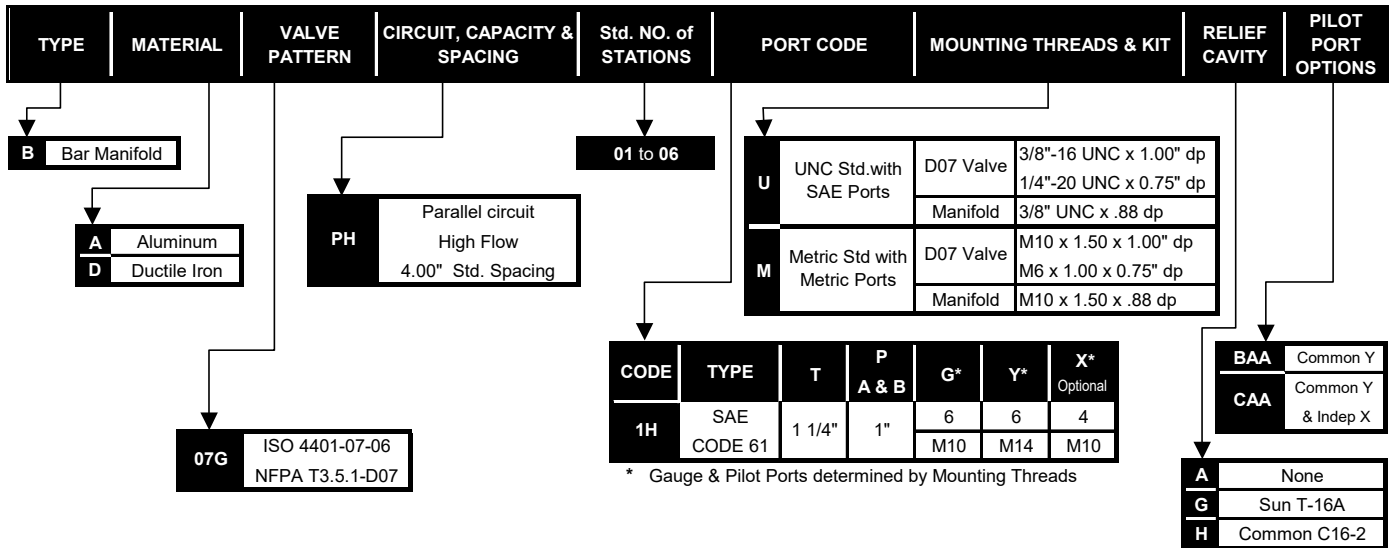 TYPE
MATERIAL
VALVE
PATTERN
CIRCUIT, CAPACITY &
SPACING
Std. NO. of
STATIONS
PORT CODE
MOUNTING THREADS & KIT
RELIEF
CAVITY
PILOT
PORT
OPTIONS
B Bar Manifold
A Aluminum
D Ductile Iron
07G
ISO 4401-07-06
NFPA T3.5.1-D07
PH
Parallel circuit
High Flow
4.00" Std. Spacing
01 to 06
U
UNC Std.with
SAE Ports
D07 Valve
3/8"-16 UNC x 1.00" dp
1/4"-20 UNC x 0.75" dp
Manifold 3/8" UNC x .88 dp
M
Metric Std with
Metric Ports
D07 Valve
M10 x 1.50 x 1.00" dp
M6 x 1.00 x 0.75" dp
Manifold M10 x 1.50 x .88 dp
CODE TYPE T
P
A & B
G* Y*
X*
Optional
1H
SAE
CODE 61
1 1/4" 1"
6 6 4
M10 M14 M10
* Gauge & Pilot Ports determined by Mounting Threads
BAA Common Y
CAA
Common Y
& Indep X
A None
G Sun T-16A
H Common C16-2